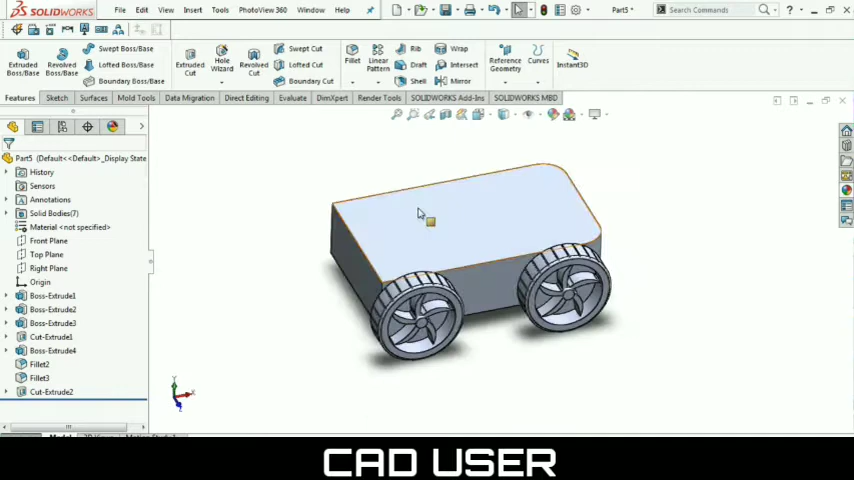 SOLIDWORKS File Edit View Insert Tools PhotoView 360 Window Help Part5 * Search Commands
Extruded Boss/Base
Revolved Boss/Base
Swept Boss/Base
Lofted Boss/Base
Boundary Boss/Base
Extruded Cut
Hole Wizard
Revolved Cut
Swept Cut
Lofted Cut
Boundary Cut
Fillet
Linear Pattern
Rib
Draft
Shell
Wrap
Intersect
Mirror
Reference Geometry
Curves
Instant3D
Features Sketch Surfaces Mold Tools Data Migration Direct Editing Evaluate DimXpert Render Tools SOLIDWORKS Add-Ins SOLIDWORKS MBD
Part5 (Default<<Default>_Display State
History
Sensors
Annotations
Solid Bodies(7)
Material <not specified>
Front Plane
Top Plane
Right Plane
Origin
Boss-Extrude1
Boss-Extrude2
Boss-Extrude3
Cut-Extrude1
Boss-Extrude4
Fillet2
Fillet3
Cut-Extrude2
Y
X
Z
CAD USER